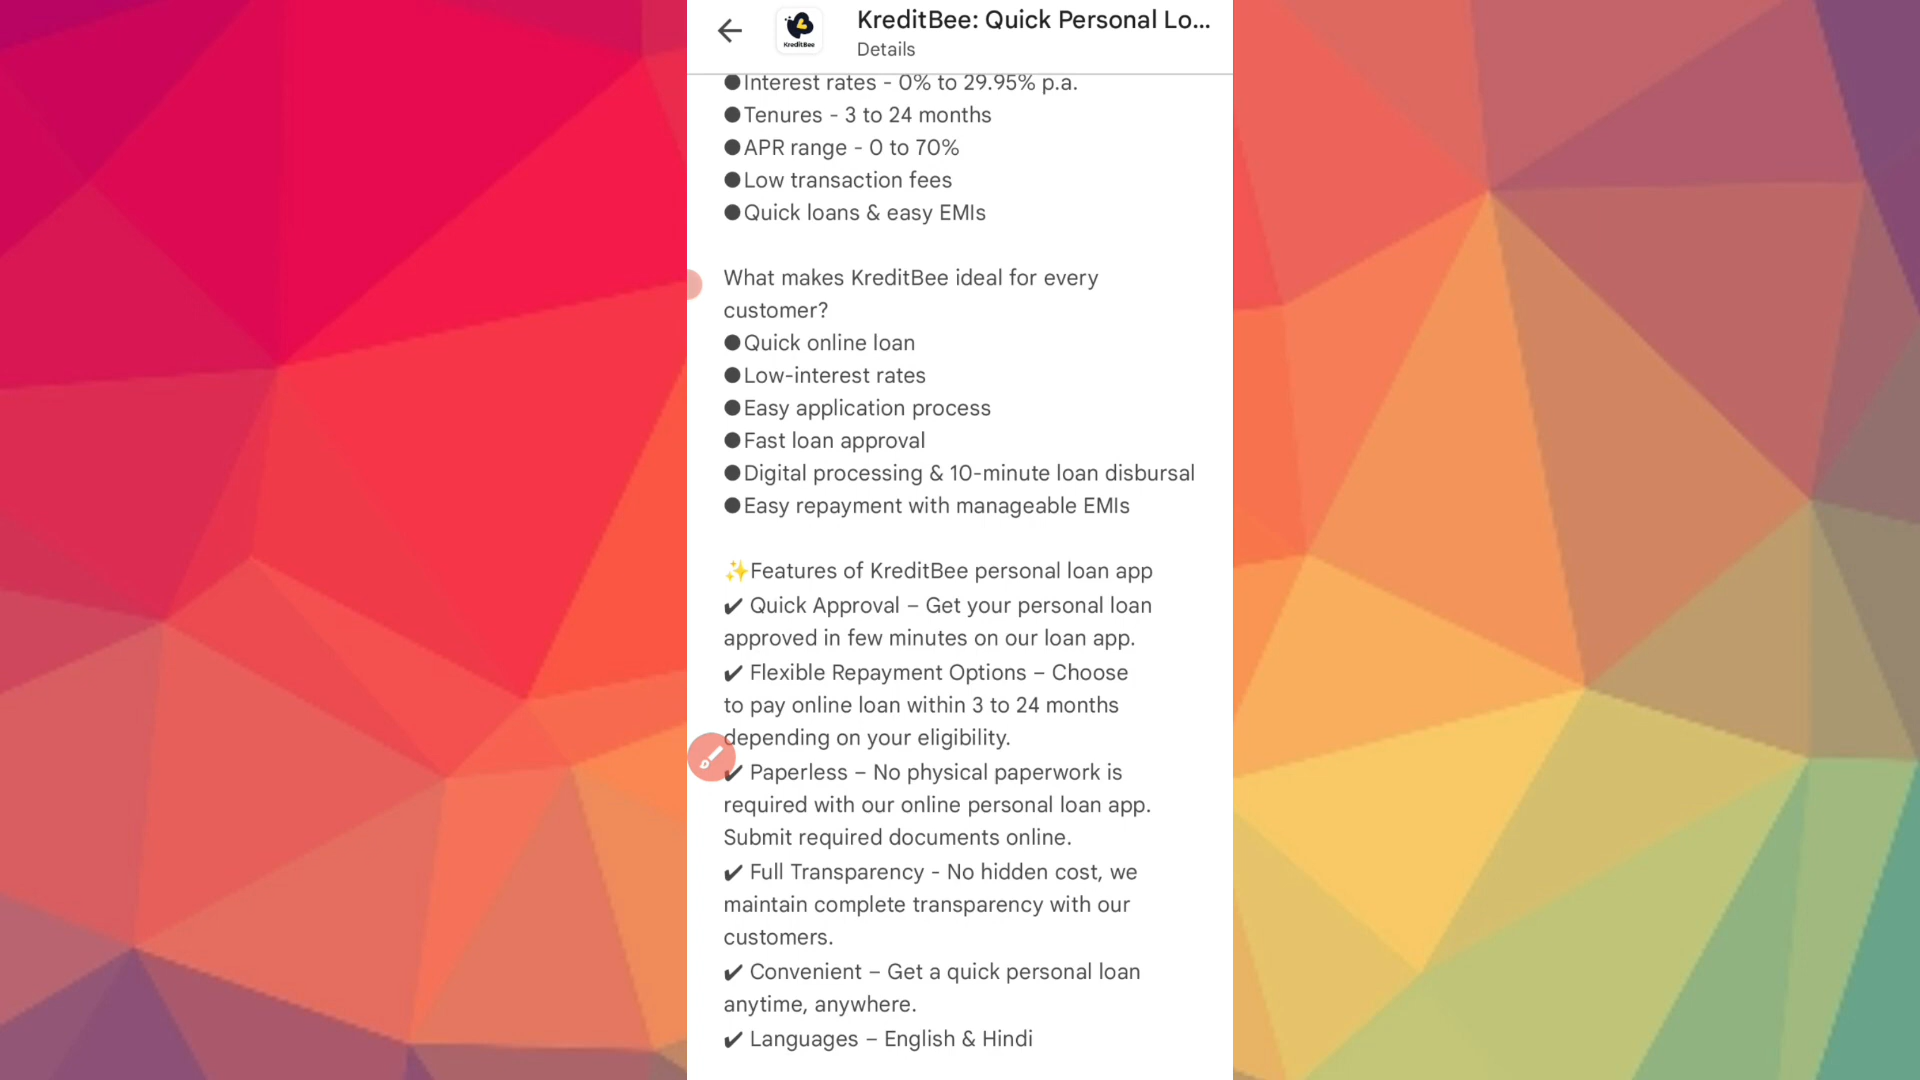 KreditBee: Quick Personal Lo...
KreditBee
Details
●Interest rates - 0% to 29.95% p.a.
●Tenures - 3 to 24 months
●APR range - 0 to 70%
●Low transaction fees
●Quick loans & easy EMIs
What makes KreditBee ideal for every
customer?
●Quick online loan
●Low-interest rates
●Easy application process
●Fast loan approval
●Digital processing & 10-minute loan disbursal
●Easy repayment with manageable EMIs
✨Features of KreditBee personal loan app
✔ Quick Approval – Get your personal loan
approved in few minutes on our loan app.
✔ Flexible Repayment Options – Choose
to pay online loan within 3 to 24 months
depending on your eligibility.
✔ Paperless – No physical paperwork is
required with our online personal loan app.
Submit required documents online.
✔ Full Transparency - No hidden cost, we
maintain complete transparency with our
customers.
✔ Convenient – Get a quick personal loan
anytime, anywhere.
✔ Languages – English & Hindi